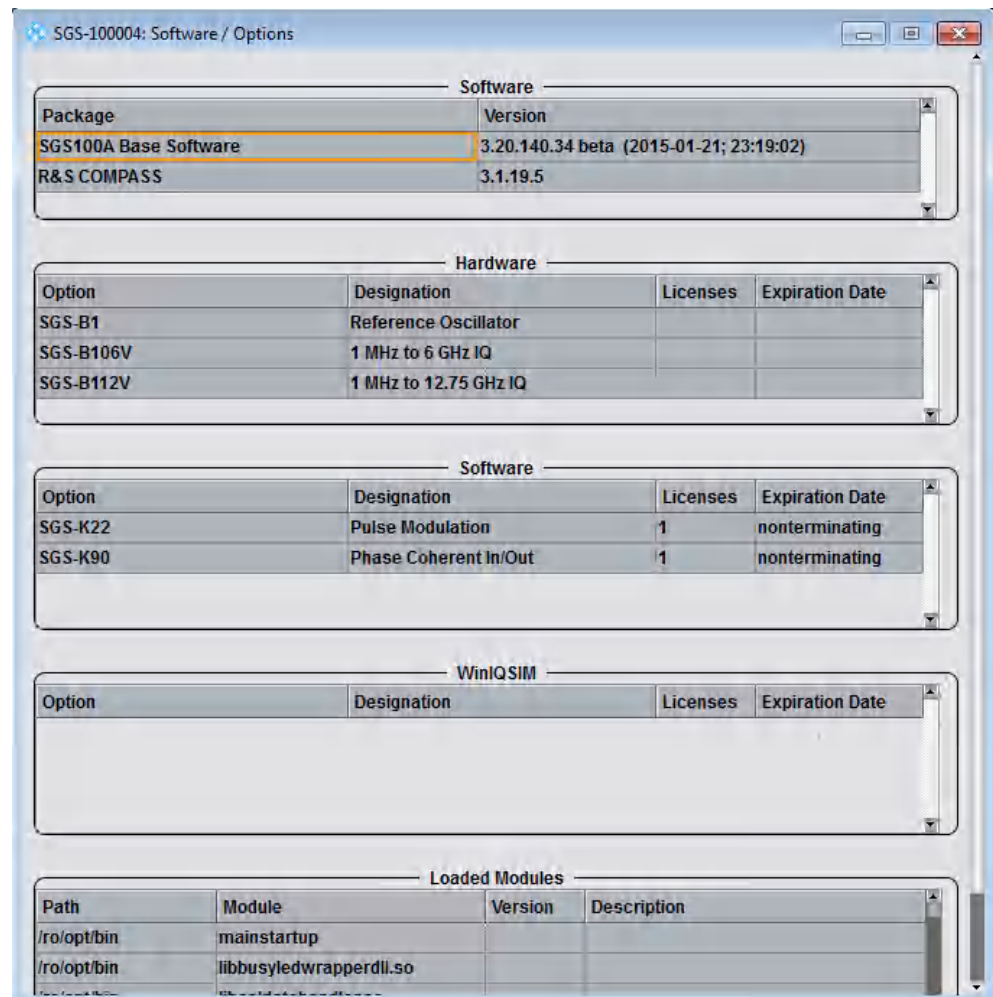 SGS-100004: Software / Options
Software
Package Version
SGS100A Base Software 3.20.140.34 beta (2015-01-21; 23:19:02)
R&S COMPASS 3.1.19.5
Hardware
Option Designation Licenses Expiration Date
SGS-B1 Reference Oscillator
SGS-B106V 1 MHz to 6 GHz IQ
SGS-B112V 1 MHz to 12.75 GHz IQ
Software
Option Designation Licenses Expiration Date
SGS-K22 Pulse Modulation 1 nonterminating
SGS-K90 Phase Coherent In/Out 1 nonterminating
WinIQSIM
Option Designation Licenses Expiration Date
Loaded Modules
Path Module Version Description
/ro/opt/bin mainstartup
/ro/opt/bin libbusyledwrapperdli.so